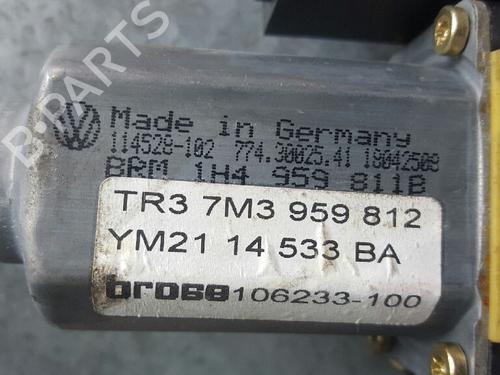 B-PARTS
Made in Germany
114528-102 774.90025.41 18042508
BRM 1H4 959 811B
TR3 7M3 959 812
YM21 14 533 BA
brose 106233-100